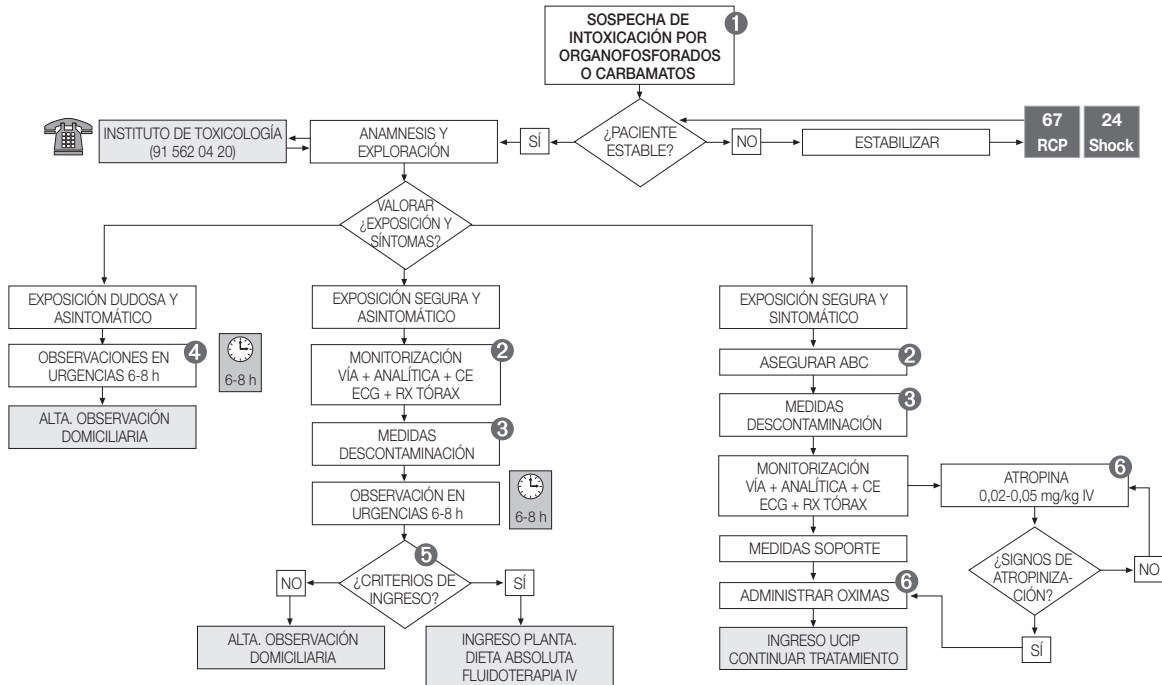 SOSPECHA DE
INTOXICACIÓN POR
ORGANOFOSFORADOS
O CARBAMATOS
1
INSTITUTO DE TOXICOLOGÍA
(91 562 04 20)
ANAMNESIS Y
EXPLORACIÓN
SÍ
¿PACIENTE
ESTABLE?
NO
ESTABILIZAR
67
RCP
24
Shock
VALORAR
¿EXPOSICIÓN Y
SÍNTOMAS?
EXPOSICIÓN DUDOSA Y
ASINTOMÁTICO
OBSERVACIONES EN
URGENCIAS 6-8 h
4
6-8 h
ALTA. OBSERVACIÓN
DOMICILIARIA
EXPOSICIÓN SEGURA Y
ASINTOMÁTICO
MONITORIZACIÓN
VÍA + ANALÍTICA + CE
ECG + RX TÓRAX
2
MEDIDAS
DESCONTAMINACIÓN
3
OBSERVACIÓN EN
URGENCIAS 6-8 h
6-8 h
5
¿CRITERIOS DE
INGRESO?
NO
SÍ
ALTA. OBSERVACIÓN
DOMICILIARIA
INGRESO PLANTA.
DIETA ABSOLUTA
FLUIDOTERAPIA IV
EXPOSICIÓN SEGURA Y
SINTOMÁTICO
ASEGURAR ABC
2
MEDIDAS
DESCONTAMINACIÓN
3
MONITORIZACIÓN
VÍA + ANALÍTICA + CE
ECG + RX TÓRAX
MEDIDAS SOPORTE
ADMINISTRAR OXIMAS
6
INGRESO UCIP
CONTINUAR TRATAMIENTO
ATROPINA
0,02-0,05 mg/kg IV
6
¿SIGNOS DE
ATROPINIZA-
CIÓN?
NO
SÍ